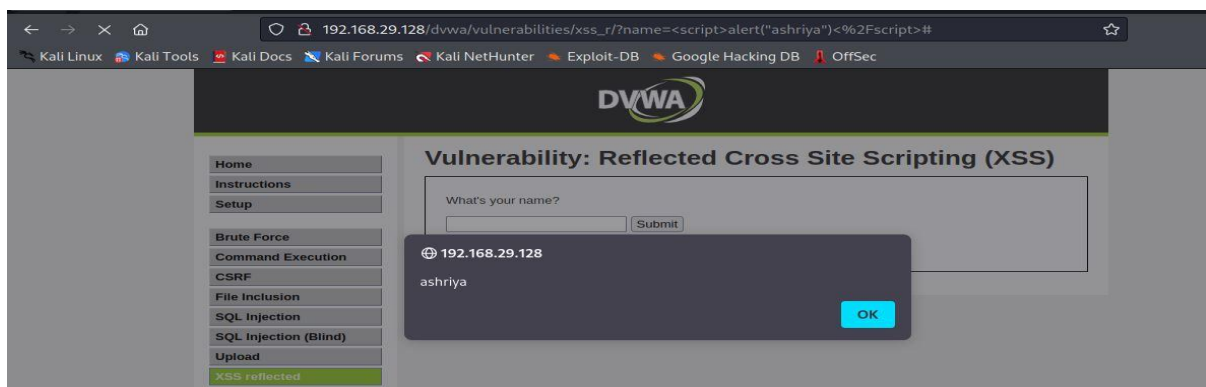 192.168.29.128/dvwa/vulnerabilities/xss_r/?name=<script>alert("ashriya")<%2Fscript>#
Kali Linux Kali Tools Kali Docs Kali Forums Kali NetHunter Exploit-DB Google Hacking DB OffSec
DVWA
Home
Instructions
Setup
Brute Force
Command Execution
CSRF
File Inclusion
SQL Injection
SQL Injection (Blind)
Upload
XSS reflected
Vulnerability: Reflected Cross Site Scripting (XSS)
What's your name?
Submit
192.168.29.128
ashriya
OK